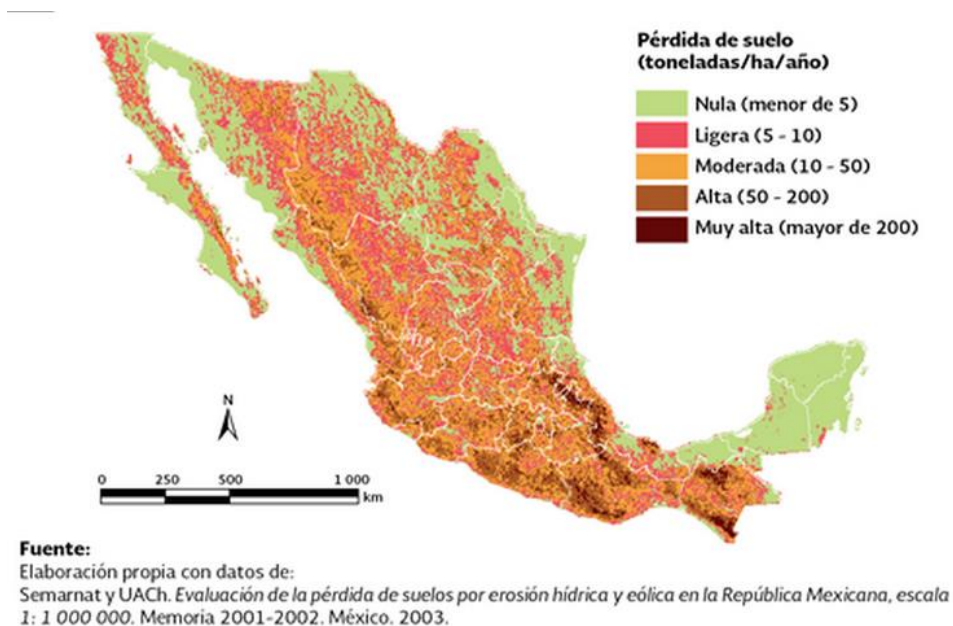 Pérdida de suelo
(toneladas/ha/año)
Nula (menor de 5)
Ligera (5 - 10)
Moderada (10 - 50)
Alta (50 - 200)
Muy alta (mayor de 200)
N
0 250 500 1 000
km
Fuente:
Elaboración propia con datos de:
Semarnat y UACh. Evaluación de la pérdida de suelos por erosión hídrica y eólica en la República Mexicana, escala
1: 1 000 000. Memoria 2001-2002. México. 2003.